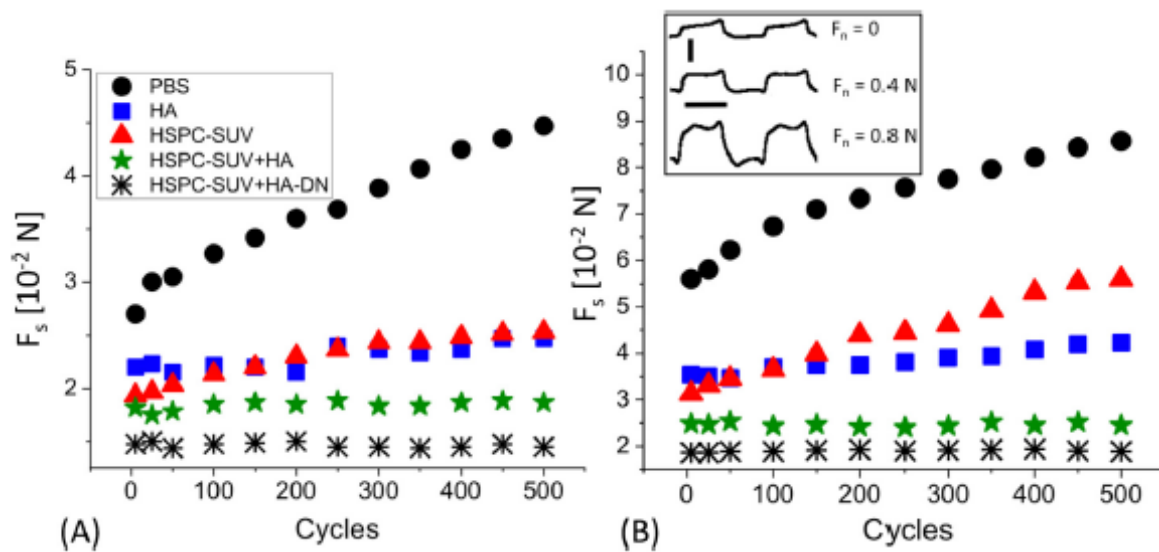 5
4
3
2
F_s [10^-2 N]
PBS
HA
HSPC-SUV
HSPC-SUV+HA
HSPC-SUV+HA-DN
0 100 200 300 400 500
(A) Cycles
10
9
8
7
6
5
4
3
2
F_s [10^-2 N]
F_n = 0
F_n = 0.4 N
F_n = 0.8 N
0 100 200 300 400 500
(B) Cycles